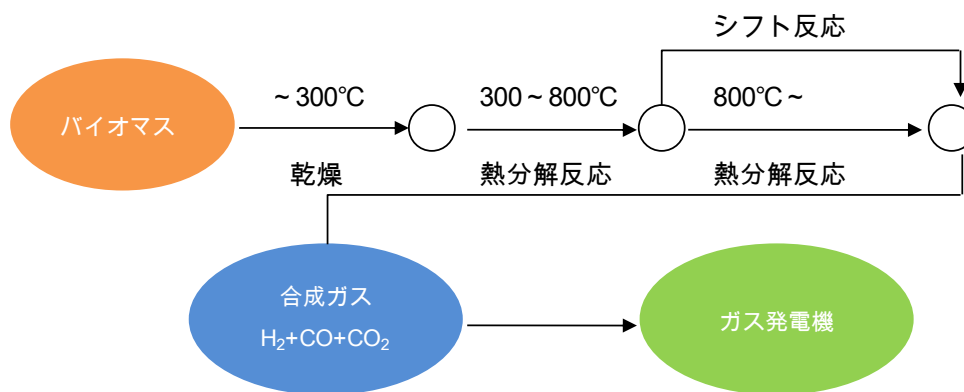 シフト反応
~ 300℃
300 ~ 800℃
800℃ ~
バイオマス
乾燥
熱分解反応
熱分解反応
合成ガス
H₂+CO+CO₂
ガス発電機